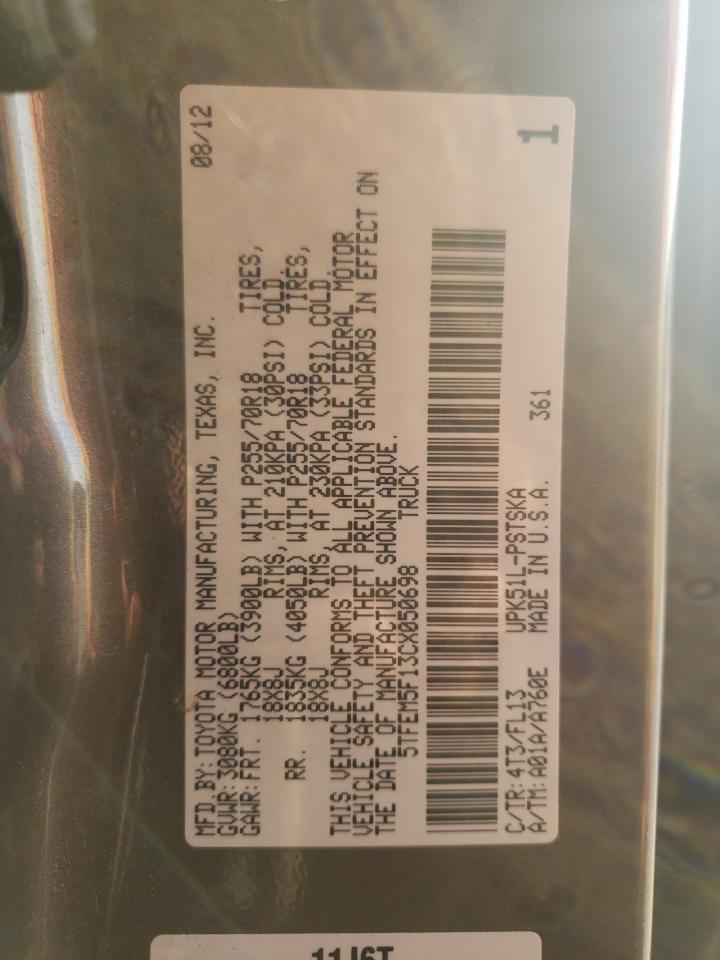 MFD.BY: TOYOTA MOTOR MANUFACTURING, TEXAS, INC. 08/12
GVWR: 3080KG (6800LB)
GAWR: FRT. 1765KG (3900LB) WITH P255/70R18 TIRES,
18X8J RIMS, AT 210KPA (30PSI) COLD.
RR. 1835KG (4050LB) WITH P255/70R18 TIRES,
18X8J RIMS, AT 230KPA (33PSI) COLD.
THIS VEHICLE CONFORMS TO ALL APPLICABLE FEDERAL MOTOR
VEHICLE SAFETY AND THEFT PREVENTION STANDARDS IN EFFECT ON
THE DATE OF MANUFACTURE SHOWN ABOVE.
5TFEM5F13CX050698 TRUCK
C/TR: 4T3/FL13 UPK51L-PSTSKA
A/TM: A01A/A760E MADE IN U.S.A. 361 1